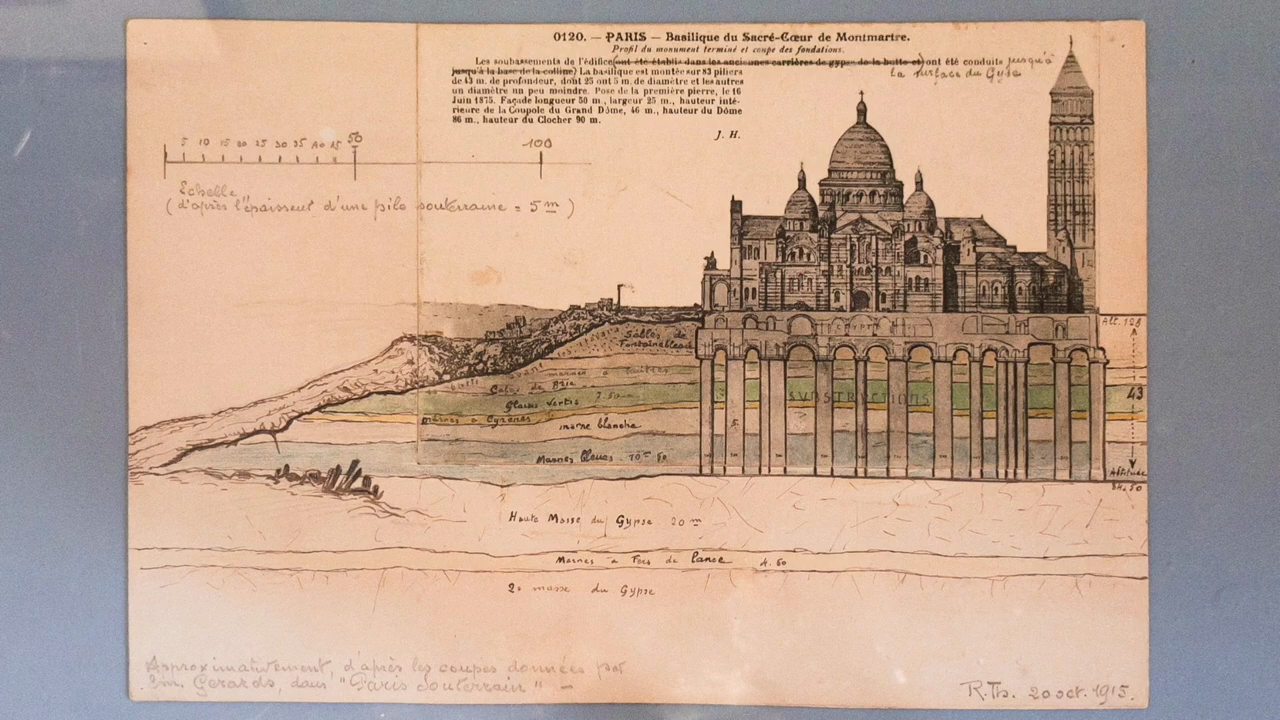 0120. — PARIS — Basilique du Sacré-Cœur de Montmartre.
Profil du monument terminé et coupe des fondations.
Les soubassements de l'édifice (ont été établis dans les anciennes carrières de gypse de la butte et) ont été conduits jusqu'à
jusqu'à la base de la colline) La basilique est montée sur 83 piliers
la surface du Gypse
de 43 m. de profondeur, dont 25 ont 5 m. de diamètre et les autres
un diamètre un peu moindre. Pose de la première pierre, le 16
Juin 1875. Façade longueur 50 m., largeur 25 m., hauteur inté-
rieure de la Coupole du Grand Dôme, 46 m., hauteur du Dôme
86 m., hauteur du Clocher 90 m.
J. H.
5 10 15 20 25 30 35 40 45 50
100
Echelle
(d'après l'épaisseur d'une pile souterraine = 5 m)
CRYPTE
Alt. 128
Sables de
Fontainebleau
marnes à huîtres
Calc. de Brie
Glaises vertes 7.50
SUBSTRUCTIONS
43
marnes à Cyrènes
marne blanche
5.
Marnes bleues 10m 50
Altitude
84.50
Haute Masse du Gypse 20 m
Marnes à Fers de lance 4.50
2e masse du Gypse
Approximativement, d'après les coupes données par
Em. Gerards, dans "Paris Souterrain" —
R.Th. 20 oct. 1915.